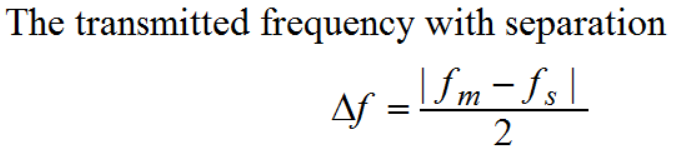 The transmitted frequency with separation
Δf = | f_m − f_s | / 2